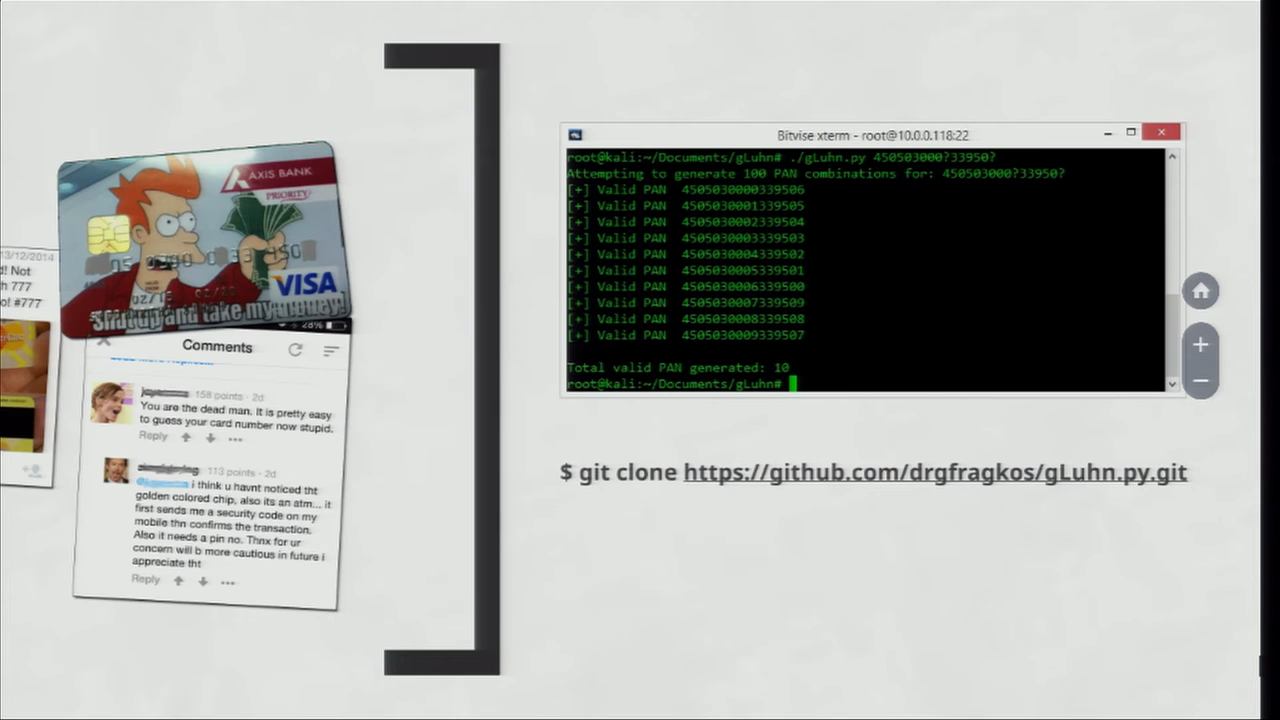 13/12/2014
d! Not
h 777
o! #777
AXIS BANK
PRIORITY
VISA
Shut up and take my money!
28%
Comments
158 points · 2d
You are the dead man. It is pretty easy
to guess your card number now stupid.
Reply
113 points · 2d
i think u havnt noticed tht
golden colored chip, also its an atm... it
first sends me a security code on my
mobile thn confirms the transaction.
Also it needs a pin no. Thnx for ur
concern will b more cautious in future i
appreciate tht
Reply
Bitvise xterm - root@10.0.0.118:22
root@kali:~/Documents/gLuhn# ./gLuhn.py 450503000?33950?
Attempting to generate 100 PAN combinations for: 450503000?33950?
[+] Valid PAN 4505030000339506
[+] Valid PAN 4505030001339505
[+] Valid PAN 4505030002339504
[+] Valid PAN 4505030003339503
[+] Valid PAN 4505030004339502
[+] Valid PAN 4505030005339501
[+] Valid PAN 4505030006339500
[+] Valid PAN 4505030007339509
[+] Valid PAN 4505030008339508
[+] Valid PAN 4505030009339507
Total valid PAN generated: 10
root@kali:~/Documents/gLuhn#
$ git clone https://github.com/drgfragkos/gLuhn.py.git